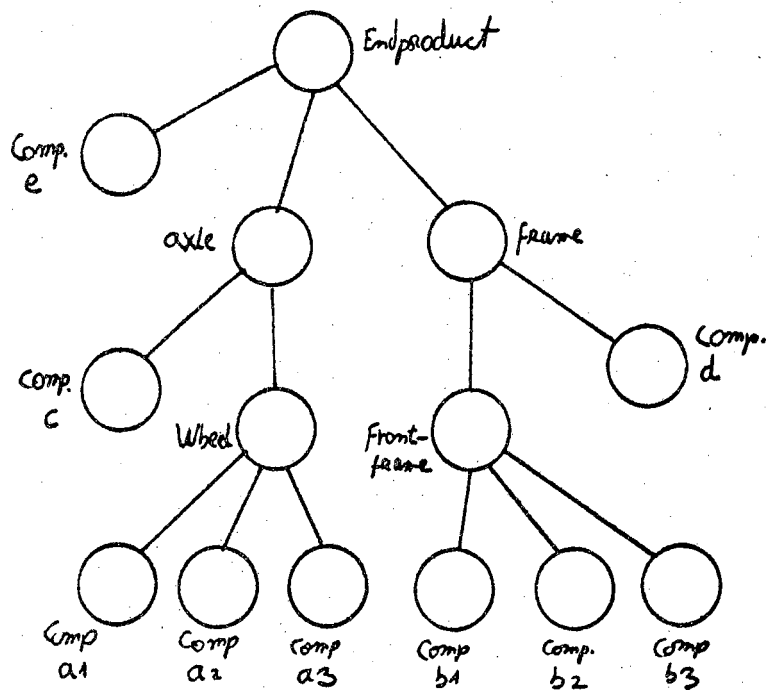 Endproduct
Comp.
e
axle
frame
Comp.
d
Comp.
c
Wheel
Front-
frame
Comp
a1
Comp
a2
comp
a3
Comp
b1
Comp.
b2
Comp
b3